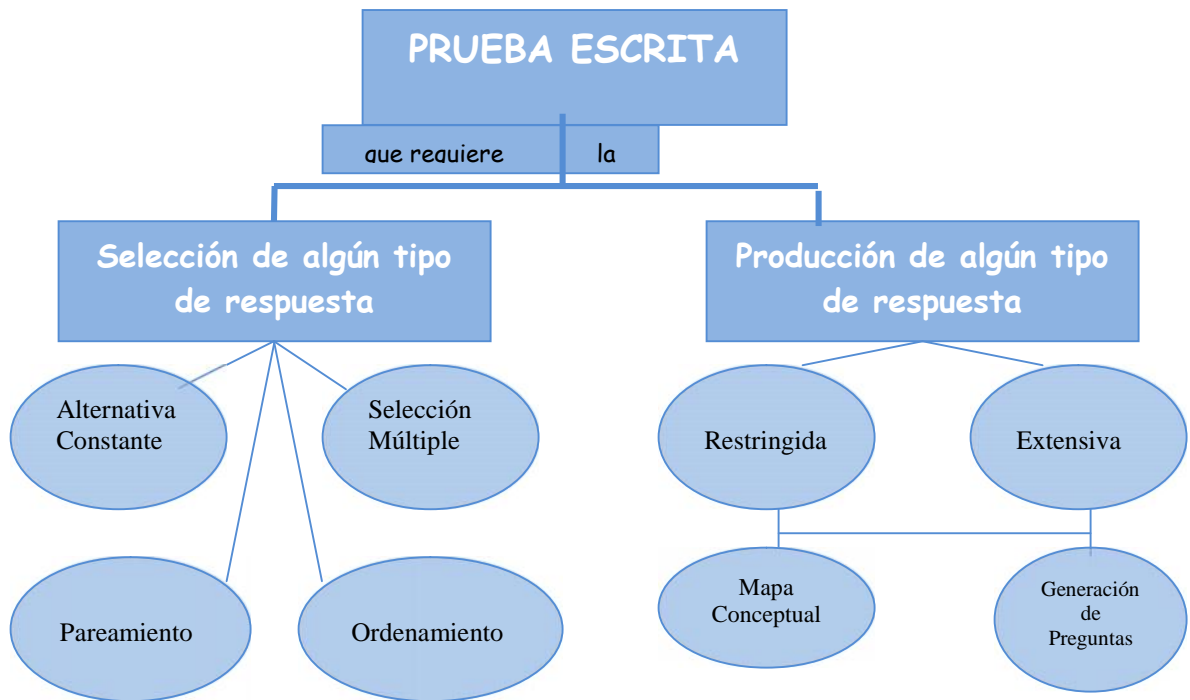 PRUEBA ESCRITA
que requiere la
Selección de algún tipo
de respuesta
Producción de algún tipo
de respuesta
Alternativa
Constante
Selección
Múltiple
Restringida
Extensiva
Pareamiento
Ordenamiento
Mapa
Conceptual
Generación
de
Preguntas